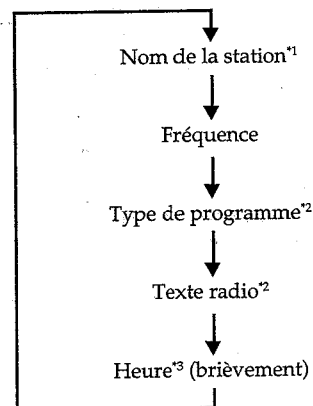 Nom de la station*1
Fréquence
Type de programme*2
Texte radio*2
Heure*3 (brièvement)